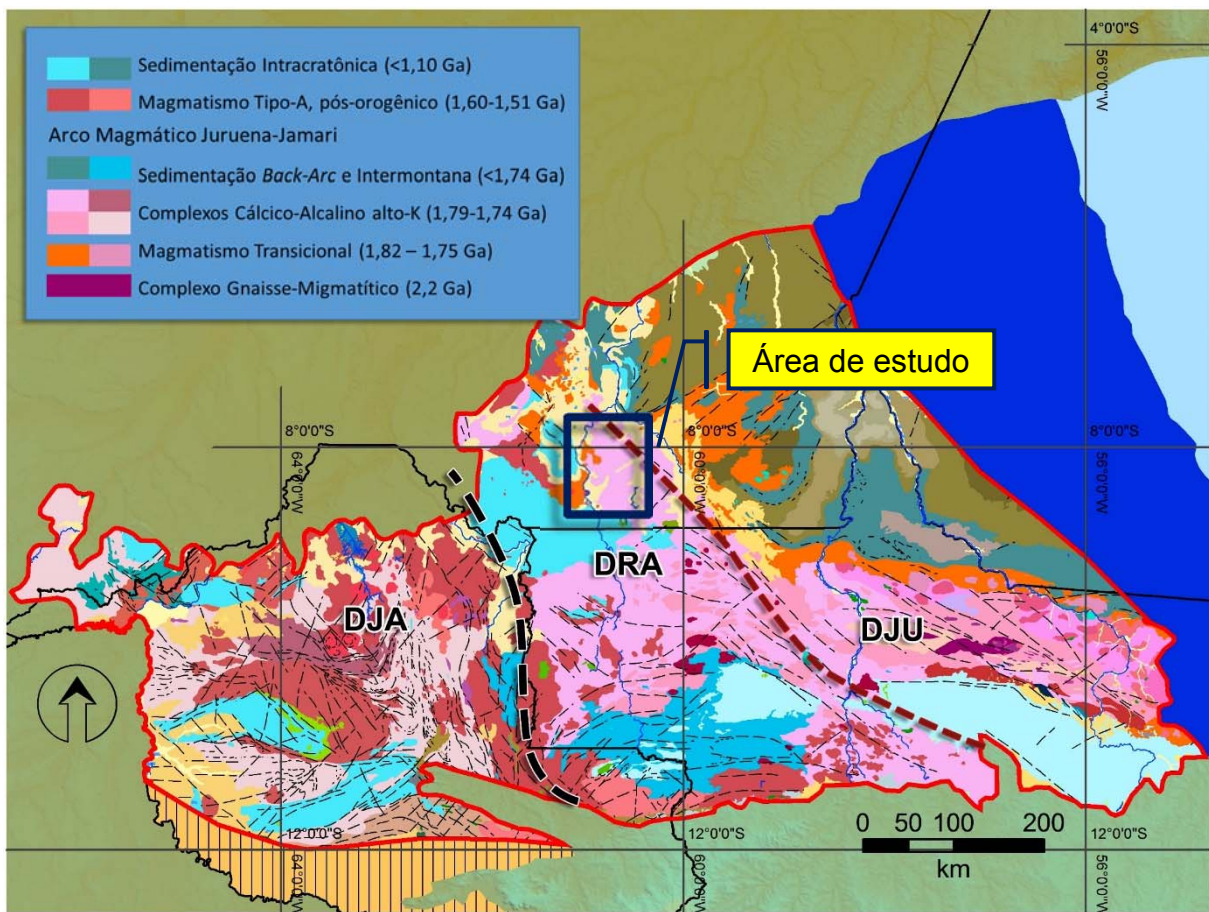 Sedimentação Intracratônica (<1,10 Ga)
Magmatismo Tipo-A, pós-orogênico (1,60-1,51 Ga)
Arco Magmático Juruena-Jamari
Sedimentação Back-Arc e Intermontana (<1,74 Ga)
Complexos Cálcico-Alcalino alto-K (1,79-1,74 Ga)
Magmatismo Transicional (1,82 – 1,75 Ga)
Complexo Gnaisse-Migmatítico (2,2 Ga)
4°0'0"S
56°0'0"W
Área de estudo
8°0'0"S
64°0'0"W
8°0'0"S
60°0'0"W
8°0'0"S
56°0'0"W
DRA
DJA
DJU
0 50 100 200
km
12°0'0"S
64°0'0"W
12°0'0"S
60°0'0"W
12°0'0"S
56°0'0"W